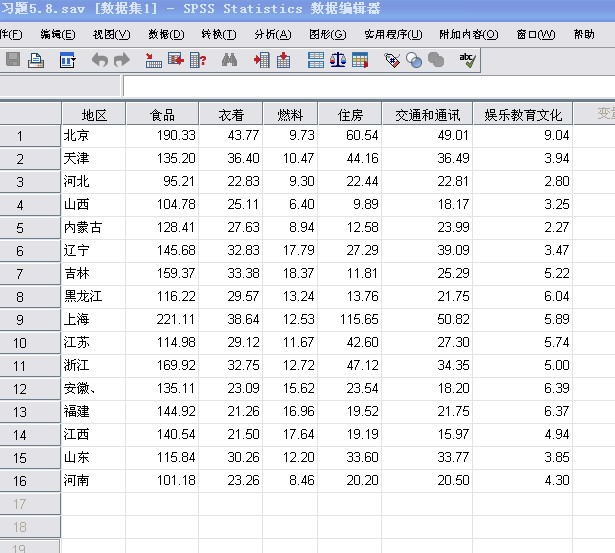 习题5.8.sav [数据集1] - SPSS Statistics 数据编辑器
件(F) 编辑(E) 视图(V) 数据(D) 转换(T) 分析(A) 图形(G) 实用程序(U) 附加内容(O) 窗口(W) 帮助
地区 食品 衣着 燃料 住房 交通和通讯 娱乐教育文化 变量
1 北京 190.33 43.77 9.73 60.54 49.01 9.04
2 天津 135.20 36.40 10.47 44.16 36.49 3.94
3 河北 95.21 22.83 9.30 22.44 22.81 2.80
4 山西 104.78 25.11 6.40 9.89 18.17 3.25
5 内蒙古 128.41 27.63 8.94 12.58 23.99 2.27
6 辽宁 145.68 32.83 17.79 27.29 39.09 3.47
7 吉林 159.37 33.38 18.37 11.81 25.29 5.22
8 黑龙江 116.22 29.57 13.24 13.76 21.75 6.04
9 上海 221.11 38.64 12.53 115.65 50.82 5.89
10 江苏 114.98 29.12 11.67 42.60 27.30 5.74
11 浙江 169.92 32.75 12.72 47.12 34.35 5.00
12 安徽、 135.11 23.09 15.62 23.54 18.20 6.39
13 福建 144.92 21.26 16.96 19.52 21.75 6.37
14 江西 140.54 21.50 17.64 19.19 15.97 4.94
15 山东 115.84 30.26 12.20 33.60 33.77 3.85
16 河南 101.18 23.26 8.46 20.20 20.50 4.30
17
18
19